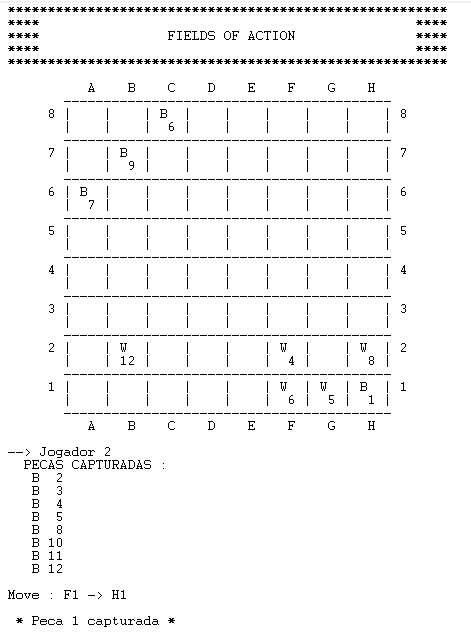 ********************************************************
**** ****
**** FIELDS OF ACTION ****
**** ****
********************************************************
A B C D E F G H
8 | | | B | | | | | | 8
| | | 6 | | | | | |
7 | | B | | | | | | | 7
| | 9 | | | | | | |
6 | B | | | | | | | | 6
| 7 | | | | | | | |
5 | | | | | | | | | 5
| | | | | | | | |
4 | | | | | | | | | 4
| | | | | | | | |
3 | | | | | | | | | 3
| | | | | | | | |
2 | | W | | | | W | | W | 2
| | 12 | | | | 4 | | 8 |
1 | | | | | | W | W | B | 1
| | | | | | 6 | 5 | 1 |
A B C D E F G H
--> Jogador 2
PECAS CAPTURADAS :
B 2
B 3
B 4
B 5
B 8
B 10
B 11
B 12
Move : F1 -> H1
* Peca 1 capturada *